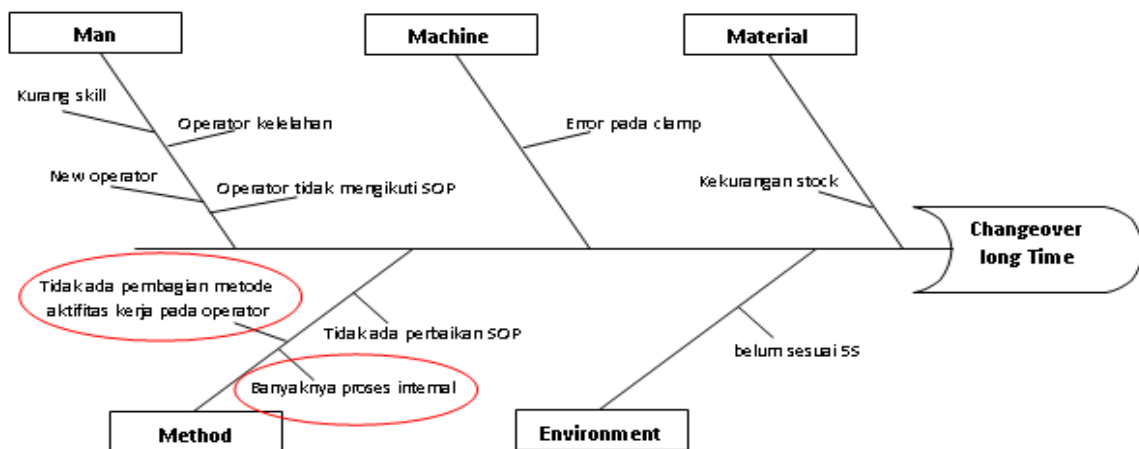 Man
Machine
Material
Kurang skill
Operator kelelahan
Error pada clamp
New operator
Operator tidak mengikuti SOP
Kekurangan stock
Changeover
long Time
Tidak ada pembagian metode
aktifitas kerja pada operator
Tidak ada perbaikan SOP
belum sesuai 5S
Banyaknya proses internal
Method
Environment